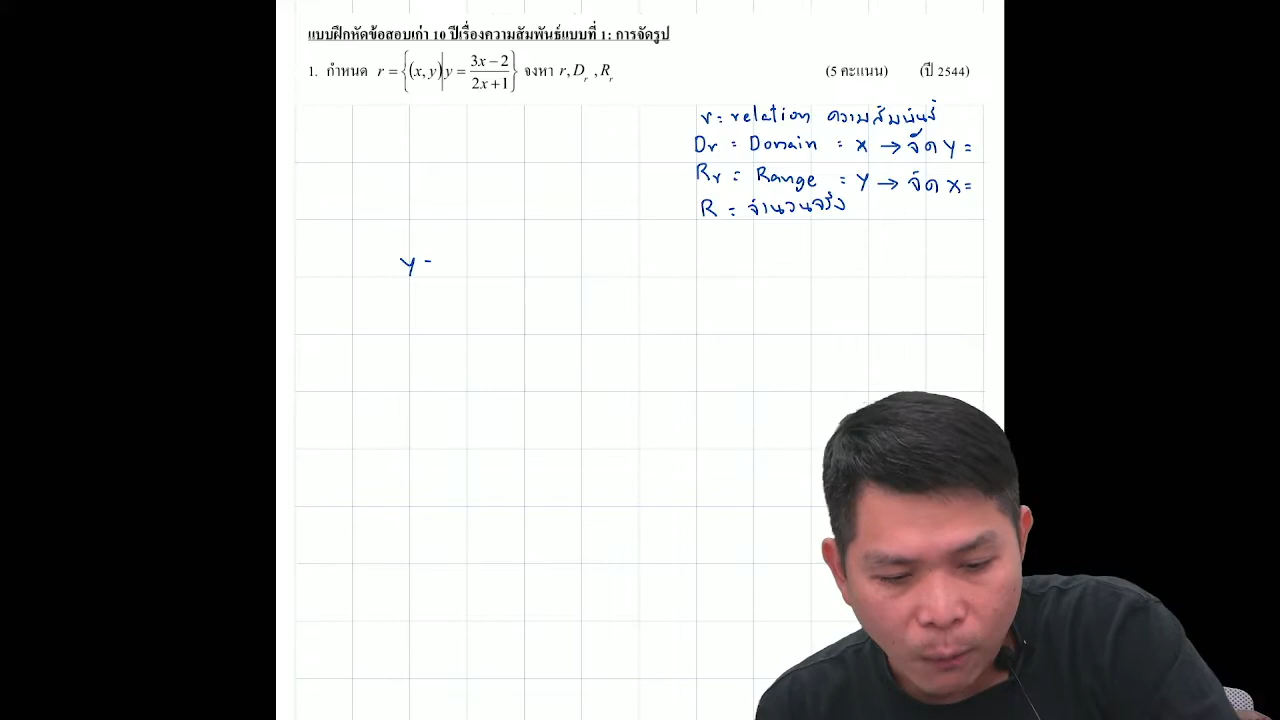 แบบฝึกหัดข้อสอบเก่า 10 ปีเรื่องความสัมพันธ์แบบที่ 1: การจัดรูป
1. กำหนด r = {(x, y)|y = (3x − 2)/(2x + 1)} จงหา r, Dr , Rr (5 คะแนน) (ปี 2544)
r = relation ความสัมพันธ์
Dr = Domain = x → จัด y =
Rr = Range = y → จัด x =
R = จำนวนจริง
y =